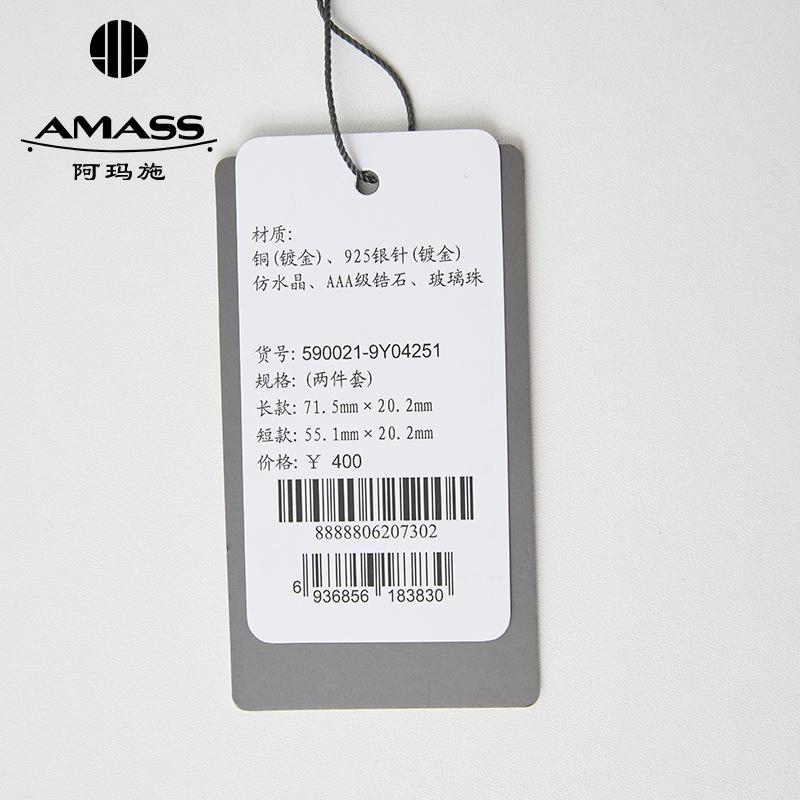 AMASS
阿玛施
材质:
铜(镀金)、925银针(镀金)
仿水晶、AAA级锆石、玻璃珠
货号: 590021-9Y04251
规格: (两件套)
长款: 71.5mm×20.2mm
短款: 55.1mm×20.2mm
价格: ¥ 400
8888806207302
6 936856 183830